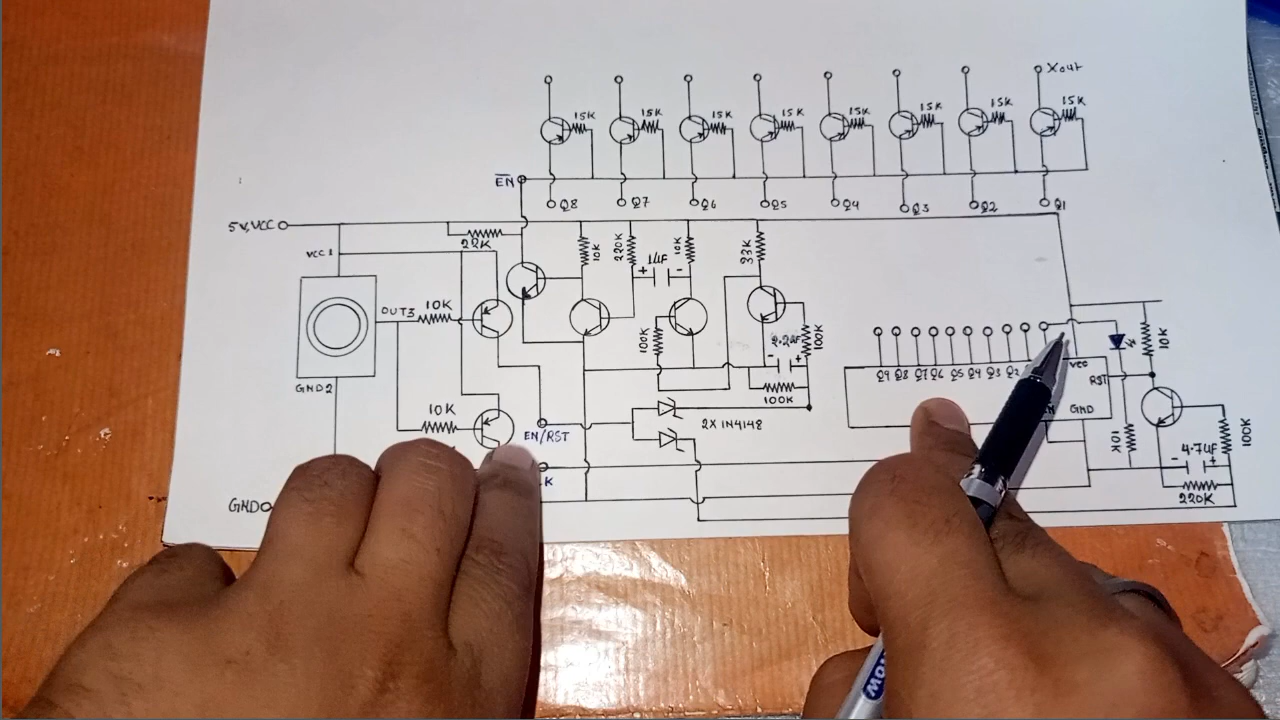 Xout
15K 15K 15K 15K 15K 15K 15K 15K
EN
Q8 Q7 Q6 Q5 Q4 Q3 Q2 Q1
5V,VCC
22K
VCC1
10K 220K 1uF 10K 33K
+ -
OUT3 10K
100K 2.2uF 100K
- +
100K
GND2
10K
EN/RST
2X 1N4148
Q9 Q8 Q7 Q6 Q5 Q4 Q3 Q2
VCC
RST
GND
10K
10K
100K
4.7uF
- +
220K
GND